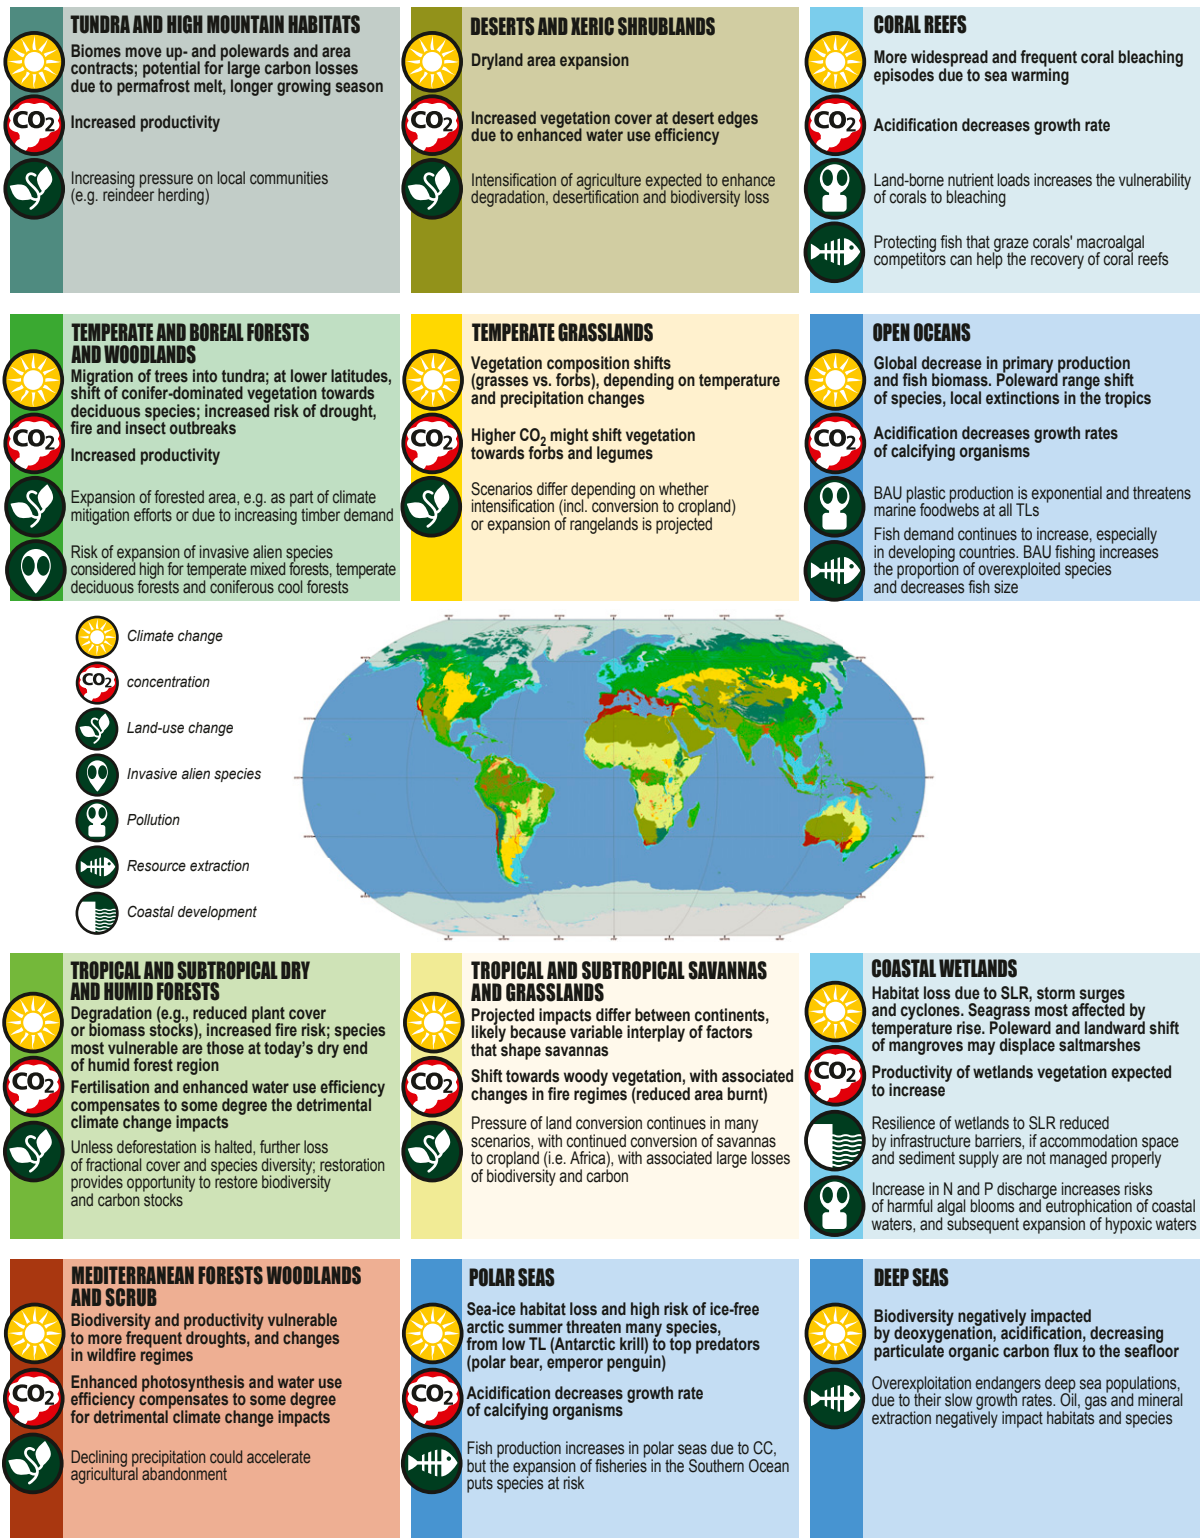 TUNDRA AND HIGH MOUNTAIN HABITATS
Biomes move up- and polewards and area
contracts; potential for large carbon losses
due to permafrost melt, longer growing season
CO2
Increased productivity
Increasing pressure on local communities
(e.g. reindeer herding)
DESERTS AND XERIC SHRUBLANDS
Dryland area expansion
CO2
Increased vegetation cover at desert edges
due to enhanced water use efficiency
Intensification of agriculture expected to enhance
degradation, desertification and biodiversity loss
CORAL REEFS
More widespread and frequent coral bleaching
episodes due to sea warming
CO2
Acidification decreases growth rate
Land-borne nutrient loads increases the vulnerability
of corals to bleaching
Protecting fish that graze corals' macroalgal
competitors can help the recovery of coral reefs
TEMPERATE AND BOREAL FORESTS
AND WOODLANDS
Migration of trees into tundra; at lower latitudes,
shift of conifer-dominated vegetation towards
deciduous species; increased risk of drought,
fire and insect outbreaks
CO2
Increased productivity
Expansion of forested area, e.g. as part of climate
mitigation efforts or due to increasing timber demand
Risk of expansion of invasive alien species
considered high for temperate mixed forests, temperate
deciduous forests and coniferous cool forests
TEMPERATE GRASSLANDS
Vegetation composition shifts
(grasses vs. forbs), depending on temperature
and precipitation changes
CO2
Higher CO2 might shift vegetation
towards forbs and legumes
Scenarios differ depending on whether
intensification (incl. conversion to cropland)
or expansion of rangelands is projected
OPEN OCEANS
Global decrease in primary production
and fish biomass. Poleward range shift
of species, local extinctions in the tropics
CO2
Acidification decreases growth rates
of calcifying organisms
BAU plastic production is exponential and threatens
marine foodwebs at all TLs
Fish demand continues to increase, especially
in developing countries. BAU fishing increases
the proportion of overexploited species
and decreases fish size
Climate change
CO2
concentration
Land-use change
Invasive alien species
Pollution
Resource extraction
Coastal development
TROPICAL AND SUBTROPICAL DRY
AND HUMID FORESTS
Degradation (e.g., reduced plant cover
or biomass stocks), increased fire risk; species
most vulnerable are those at today's dry end
of humid forest region
CO2
Fertilisation and enhanced water use efficiency
compensates to some degree the detrimental
climate change impacts
Unless deforestation is halted, further loss
of fractional cover and species diversity; restoration
provides opportunity to restore biodiversity
and carbon stocks
TROPICAL AND SUBTROPICAL SAVANNAS
AND GRASSLANDS
Projected impacts differ between continents,
likely because variable interplay of factors
that shape savannas
CO2
Shift towards woody vegetation, with associated
changes in fire regimes (reduced area burnt)
Pressure of land conversion continues in many
scenarios, with continued conversion of savannas
to cropland (i.e. Africa), with associated large losses
of biodiversity and carbon
COASTAL WETLANDS
Habitat loss due to SLR, storm surges
and cyclones. Seagrass most affected by
temperature rise. Poleward and landward shift
of mangroves may displace saltmarshes
CO2
Productivity of wetlands vegetation expected
to increase
Resilience of wetlands to SLR reduced
by infrastructure barriers, if accommodation space
and sediment supply are not managed properly
Increase in N and P discharge increases risks
of harmful algal blooms and eutrophication of coastal
waters, and subsequent expansion of hypoxic waters
MEDITERRANEAN FORESTS WOODLANDS
AND SCRUB
Biodiversity and productivity vulnerable
to more frequent droughts, and changes
in wildfire regimes
CO2
Enhanced photosynthesis and water use
efficiency compensates to some degree
for detrimental climate change impacts
Declining precipitation could accelerate
agricultural abandonment
POLAR SEAS
Sea-ice habitat loss and high risk of ice-free
arctic summer threaten many species,
from low TL (Antarctic krill) to top predators
(polar bear, emperor penguin)
CO2
Acidification decreases growth rate
of calcifying organisms
Fish production increases in polar seas due to CC,
but the expansion of fisheries in the Southern Ocean
puts species at risk
DEEP SEAS
Biodiversity negatively impacted
by deoxygenation, acidification, decreasing
particulate organic carbon flux to the seafloor
Overexploitation endangers deep sea populations,
due to their slow growth rates. Oil, gas and mineral
extraction negatively impact habitats and species